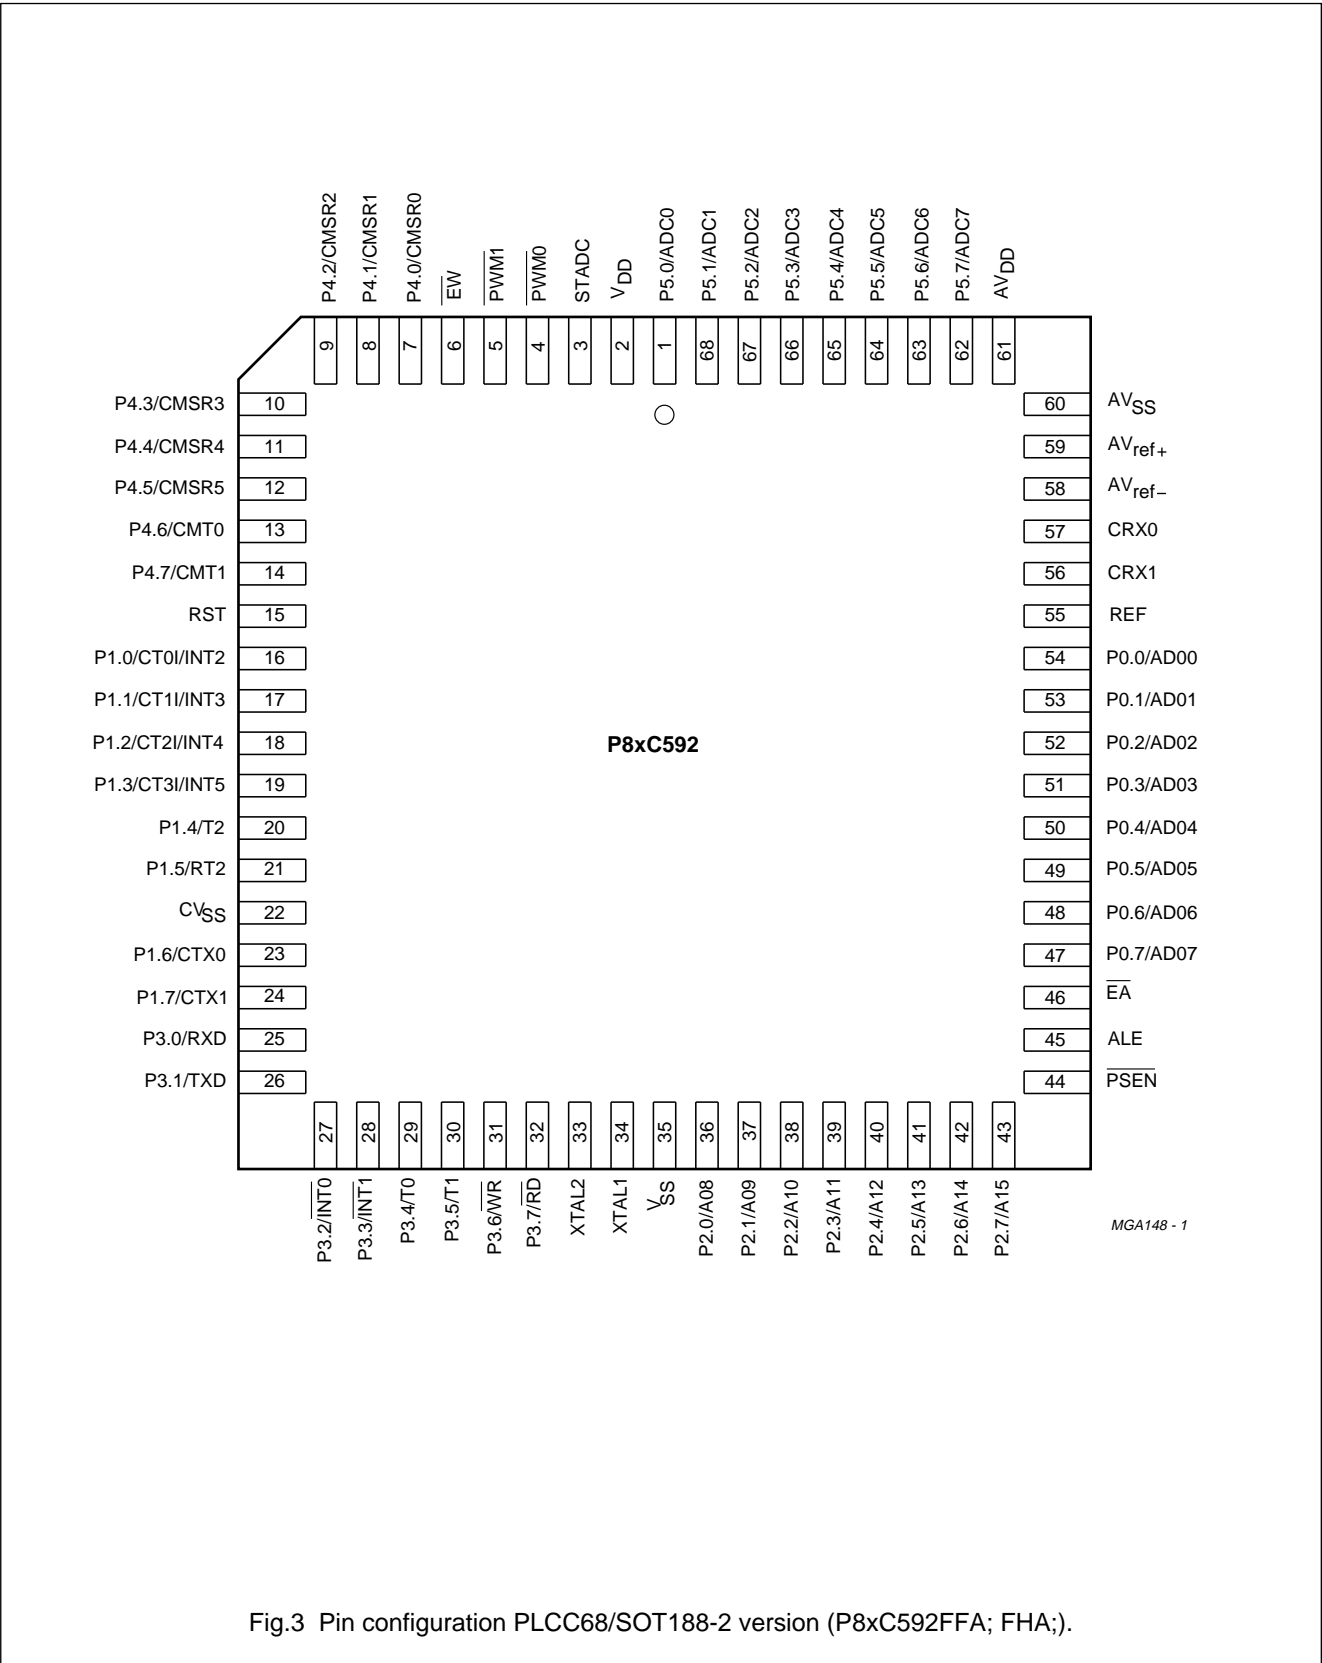 P4.2/CMSR2
P4.1/CMSR1
P4.0/CMSR0
EW
PWM1
PWM0
STADC
VDD
P5.0/ADC0
P5.1/ADC1
P5.2/ADC2
P5.3/ADC3
P5.4/ADC4
P5.5/ADC5
P5.6/ADC6
P5.7/ADC7
AVDD
9
8
7
6
5
4
3
2
1
68
67
66
65
64
63
62
61
P4.3/CMSR3 10
P4.4/CMSR4 11
P4.5/CMSR5 12
P4.6/CMT0 13
P4.7/CMT1 14
RST 15
P1.0/CT0I/INT2 16
P1.1/CT1I/INT3 17
P1.2/CT2I/INT4 18
P1.3/CT3I/INT5 19
P1.4/T2 20
P1.5/RT2 21
CVSS 22
P1.6/CTX0 23
P1.7/CTX1 24
P3.0/RXD 25
P3.1/TXD 26
P8xC592
60 AVSS
59 AVref+
58 AVref−
57 CRX0
56 CRX1
55 REF
54 P0.0/AD00
53 P0.1/AD01
52 P0.2/AD02
51 P0.3/AD03
50 P0.4/AD04
49 P0.5/AD05
48 P0.6/AD06
47 P0.7/AD07
46 EA
45 ALE
44 PSEN
27
28
29
30
31
32
33
34
35
36
37
38
39
40
41
42
43
P3.2/INT0
P3.3/INT1
P3.4/T0
P3.5/T1
P3.6/WR
P3.7/RD
XTAL2
XTAL1
VSS
P2.0/A08
P2.1/A09
P2.2/A10
P2.3/A11
P2.4/A12
P2.5/A13
P2.6/A14
P2.7/A15
MGA148 - 1
Fig.3 Pin configuration PLCC68/SOT188-2 version (P8xC592FFA; FHA;).